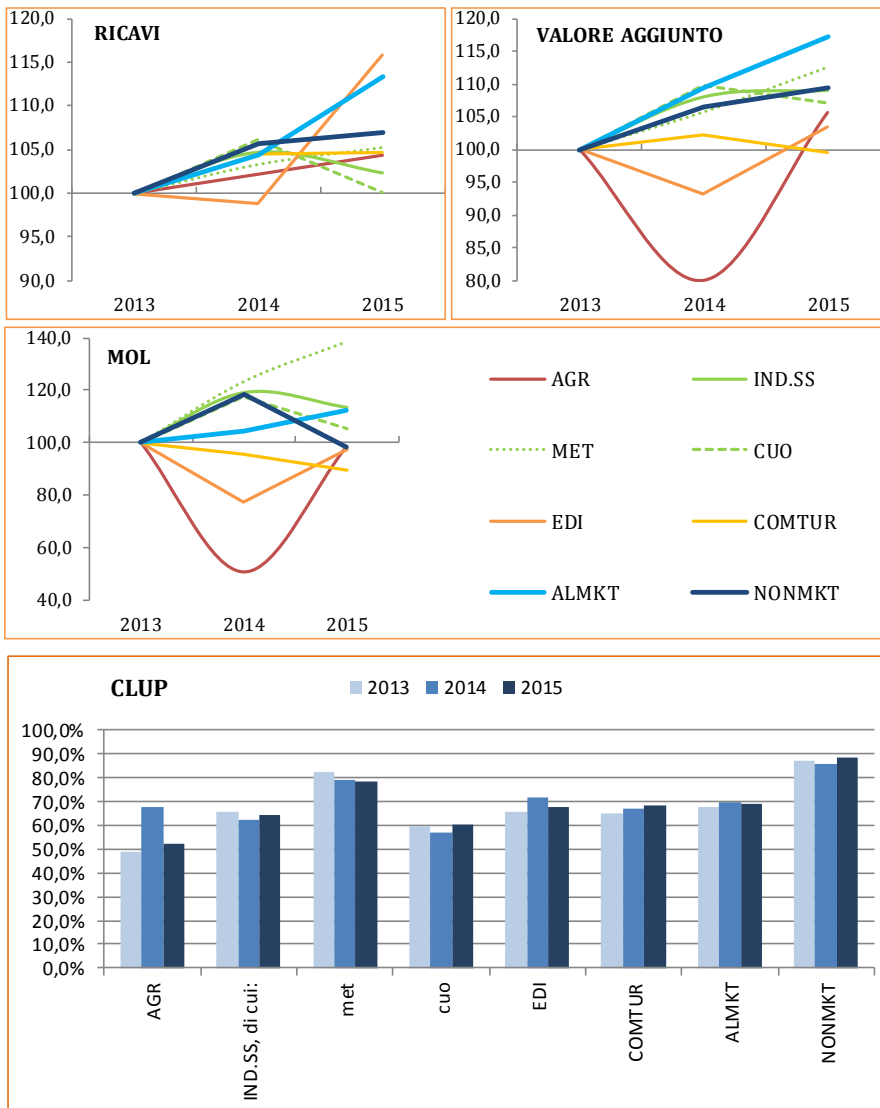 RICAVI
120,0
115,0
110,0
105,0
100,0
95,0
90,0
2013 2014 2015
VALORE AGGIUNTO
120,0
115,0
110,0
105,0
100,0
95,0
90,0
85,0
80,0
2013 2014 2015
MOL
140,0
120,0
100,0
80,0
60,0
40,0
2013 2014 2015
AGR IND.SS
MET CUO
EDI COMTUR
ALMKT NONMKT
CLUP
2013 2014 2015
100,0%
90,0%
80,0%
70,0%
60,0%
50,0%
40,0%
30,0%
20,0%
10,0%
0,0%
AGR
IND.SS, di cui:
met
cuo
EDI
COMTUR
ALMKT
NONMKT